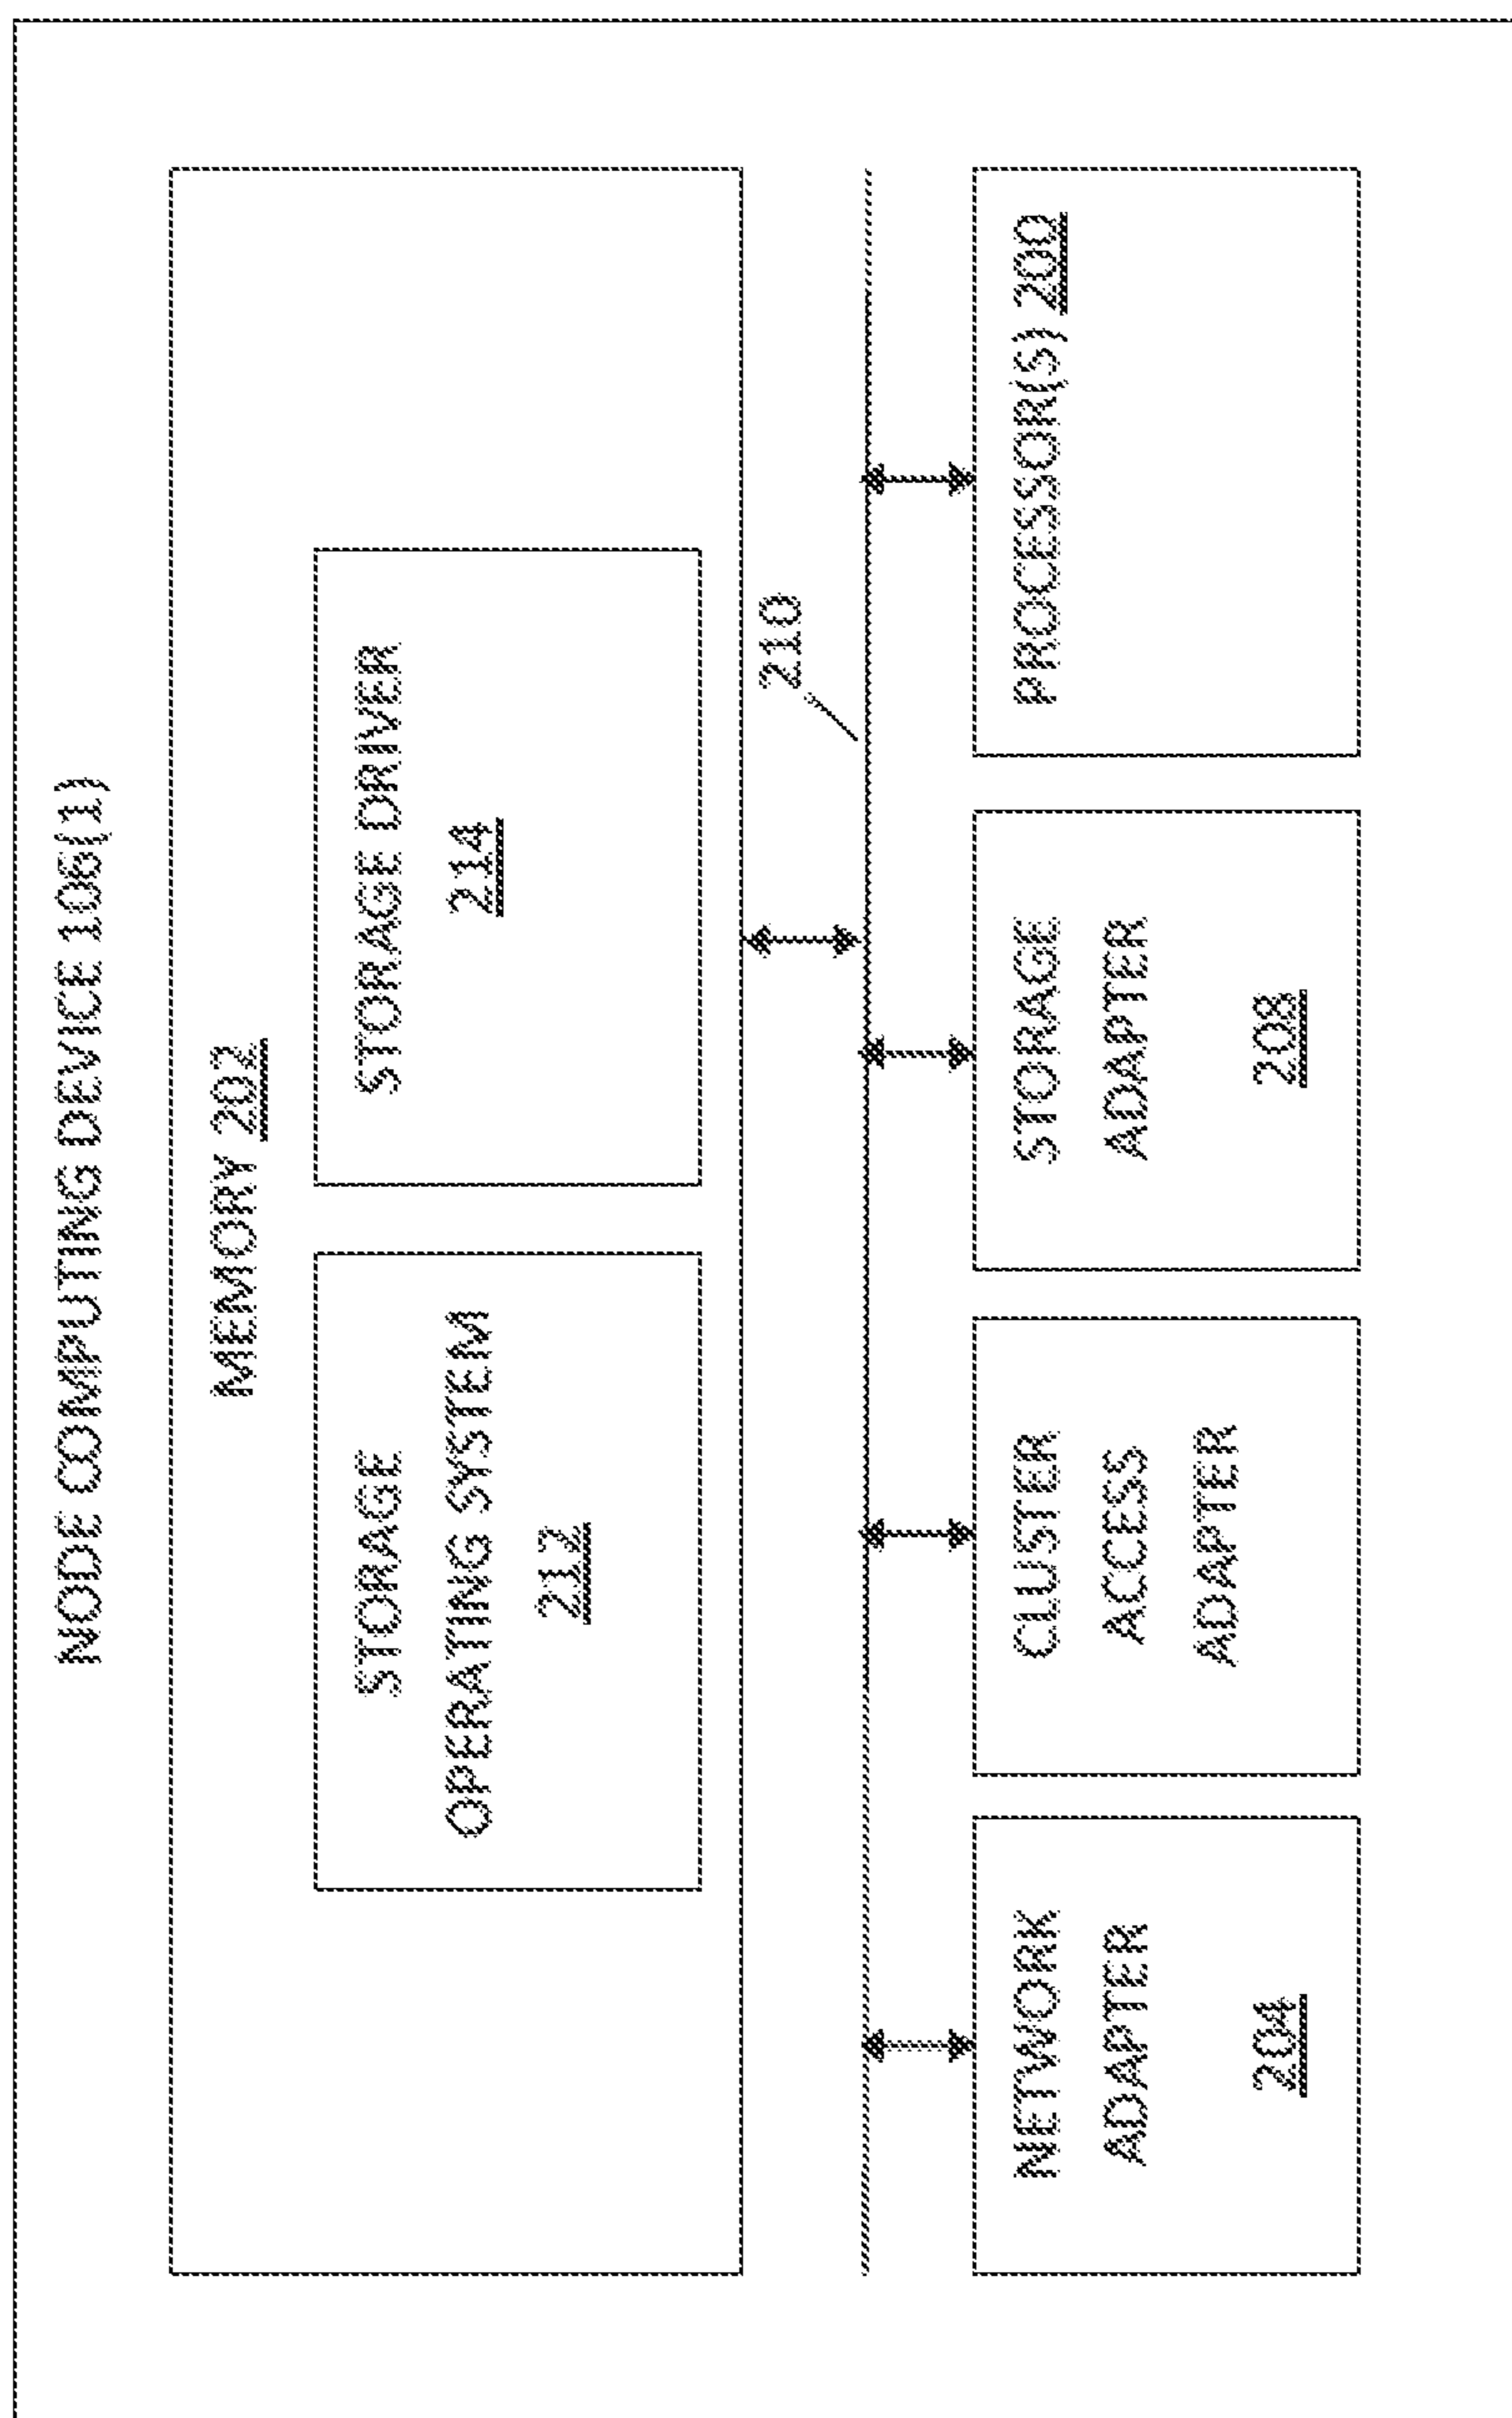 NODE COMPUTING DEVICE 106(1)
MEMORY 202
STORAGE
OPERATING SYSTEM
212
STORAGE DRIVER
214
210
NETWORK
ADAPTER
204
CLUSTER
ACCESS
ADAPTER
STORAGE
ADAPTER
208
PROCESSOR(S) 200